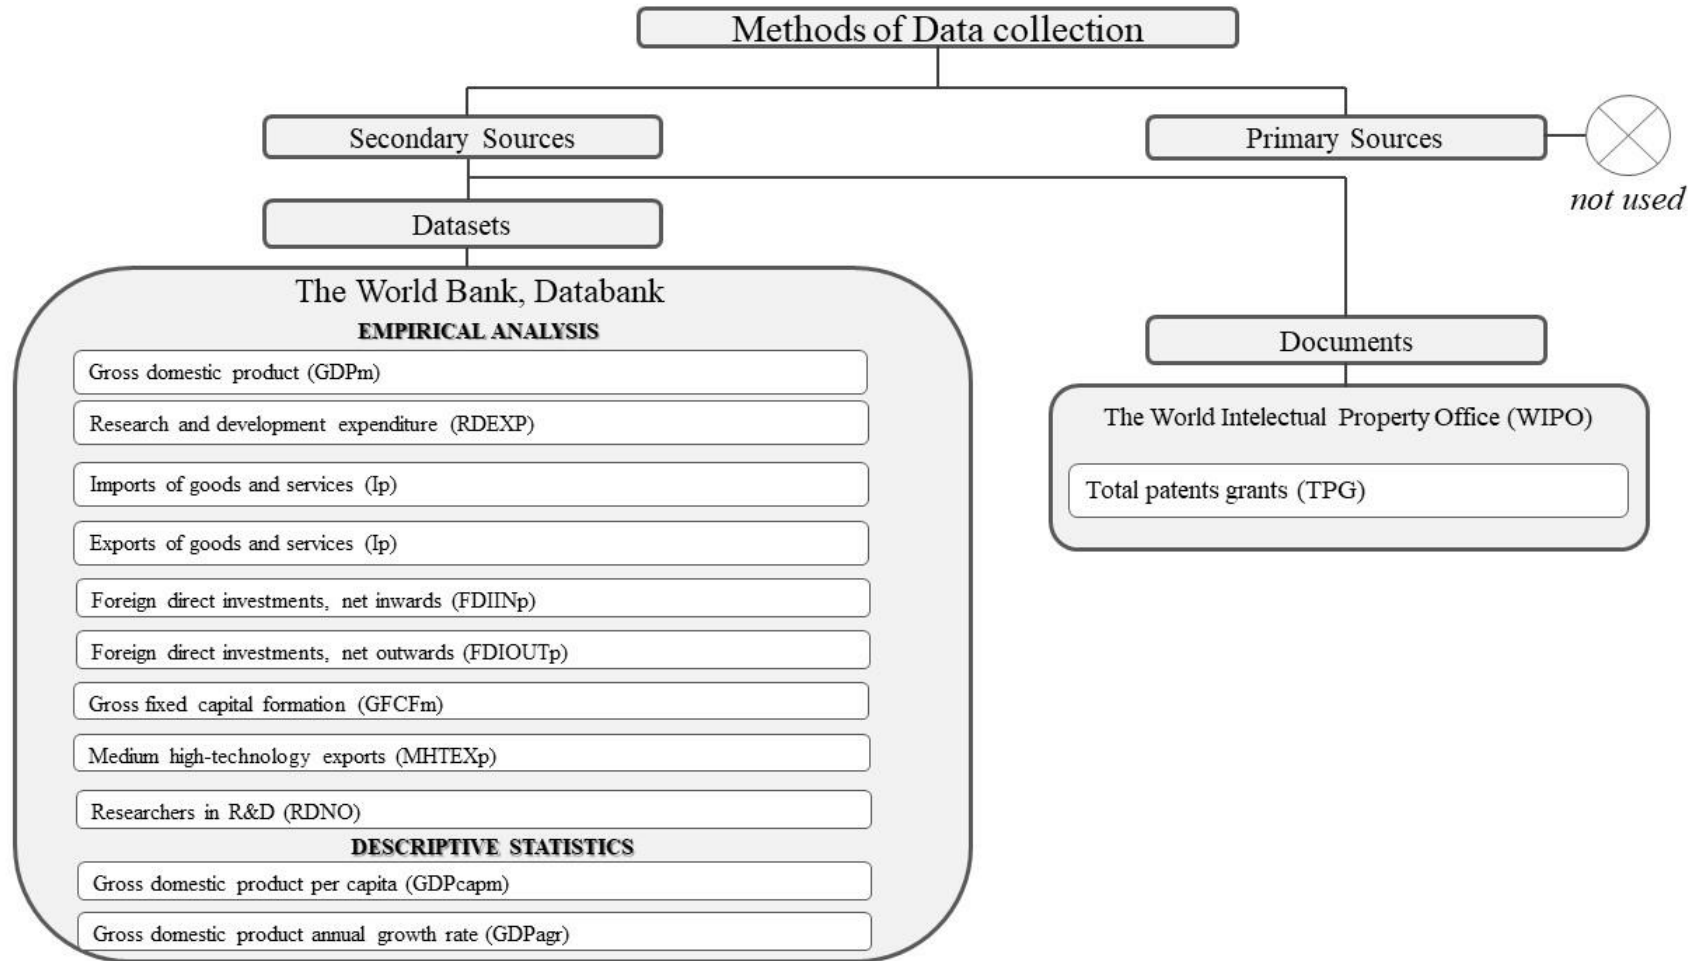 Methods of Data collection
Secondary Sources
Primary Sources
not used
Datasets
The World Bank, Databank
EMPIRICAL ANALYSIS
Gross domestic product (GDPm)
Research and development expenditure (RDEXP)
Imports of goods and services (Ip)
Exports of goods and services (Ip)
Foreign direct investments, net inwards (FDIINp)
Foreign direct investments, net outwards (FDIOUTp)
Gross fixed capital formation (GFCFm)
Medium high-technology exports (MHTEXp)
Researchers in R&D (RDNO)
DESCRIPTIVE STATISTICS
Gross domestic product per capita (GDPcapm)
Gross domestic product annual growth rate (GDPagr)
Documents
The World Intelectual Property Office (WIPO)
Total patents grants (TPG)